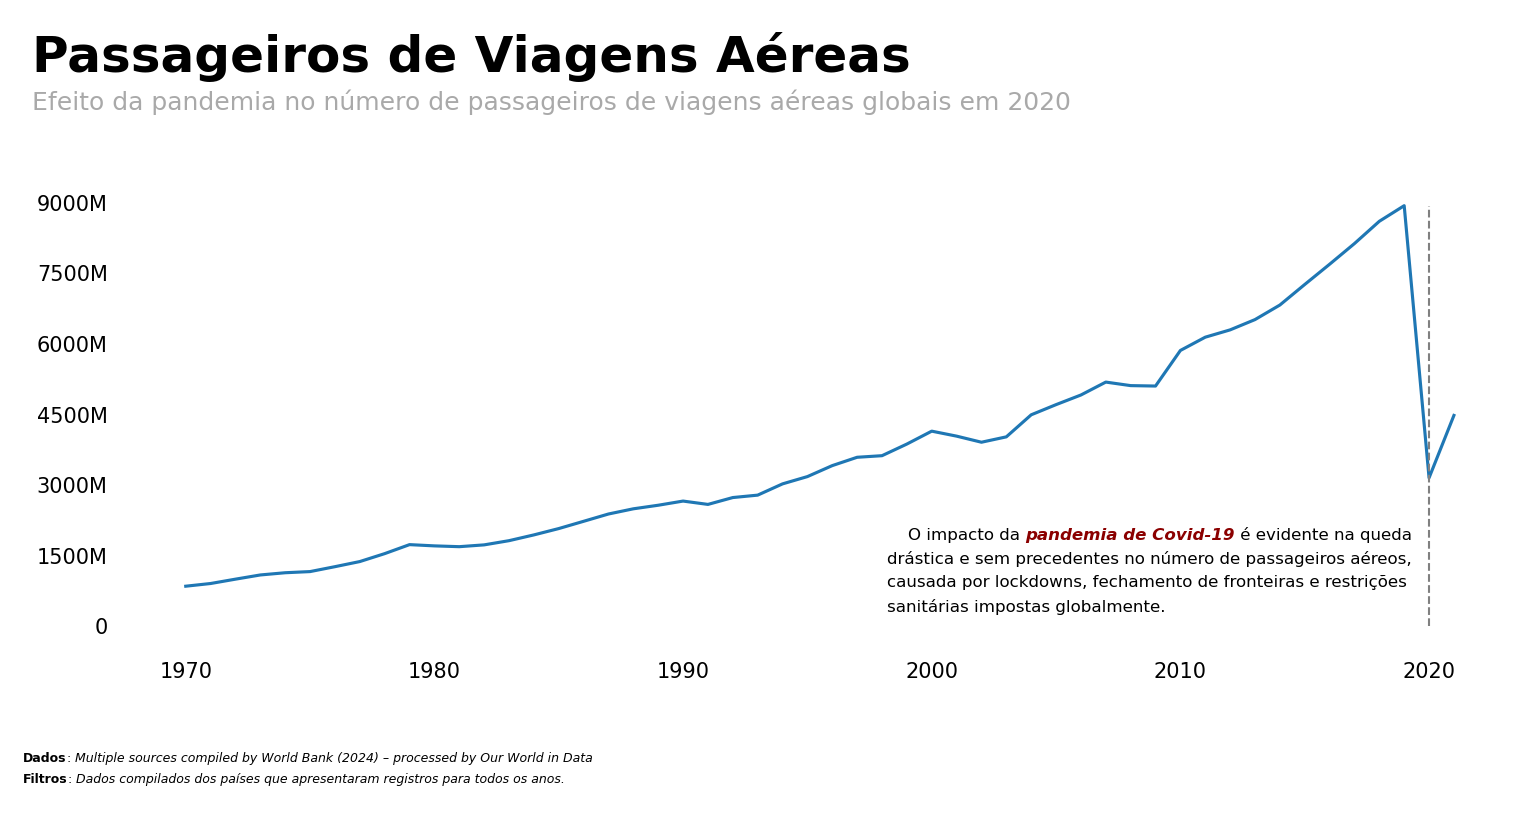 Passageiros de Viagens Aéreas
Efeito da pandemia no número de passageiros de viagens aéreas globais em 2020
9000M
7500M
6000M
4500M
3000M
1500M
0
O impacto da pandemia de Covid-19 é evidente na queda
drástica e sem precedentes no número de passageiros aéreos,
causada por lockdowns, fechamento de fronteiras e restrições
sanitárias impostas globalmente.
1970 1980 1990 2000 2010 2020
Dados: Multiple sources compiled by World Bank (2024) – processed by Our World in Data
Filtros: Dados compilados dos países que apresentaram registros para todos os anos.